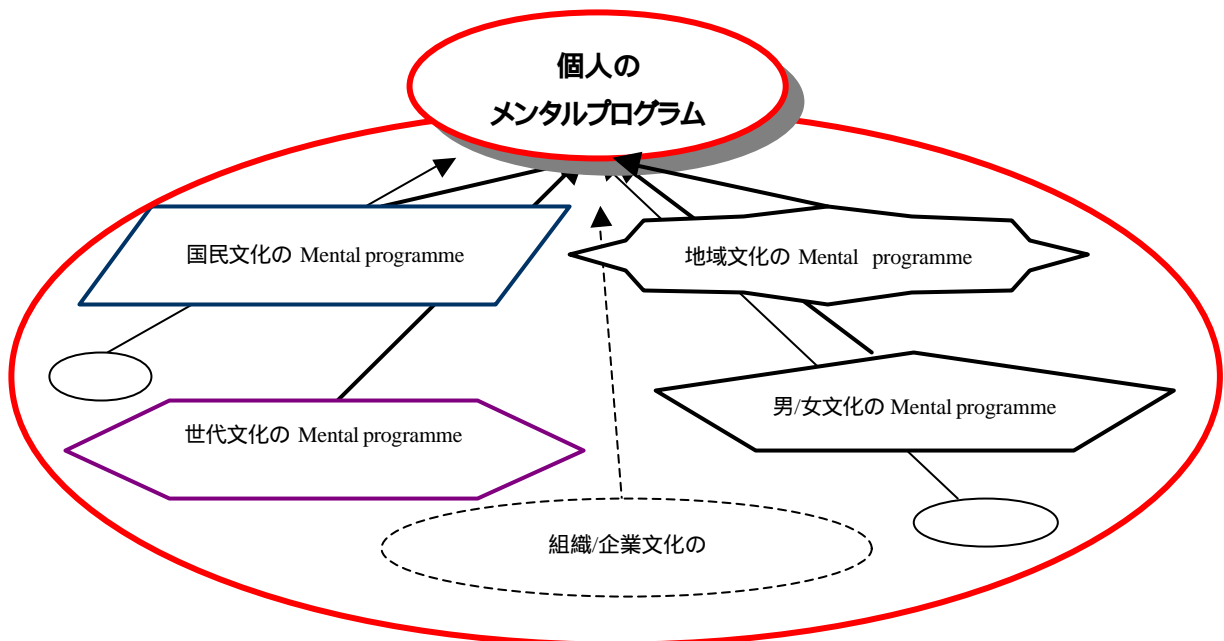 個人の
メンタルプログラム
国民文化の Mental programme
地域文化の Mental programme
世代文化の Mental programme
男/女文化の Mental programme
組織/企業文化の